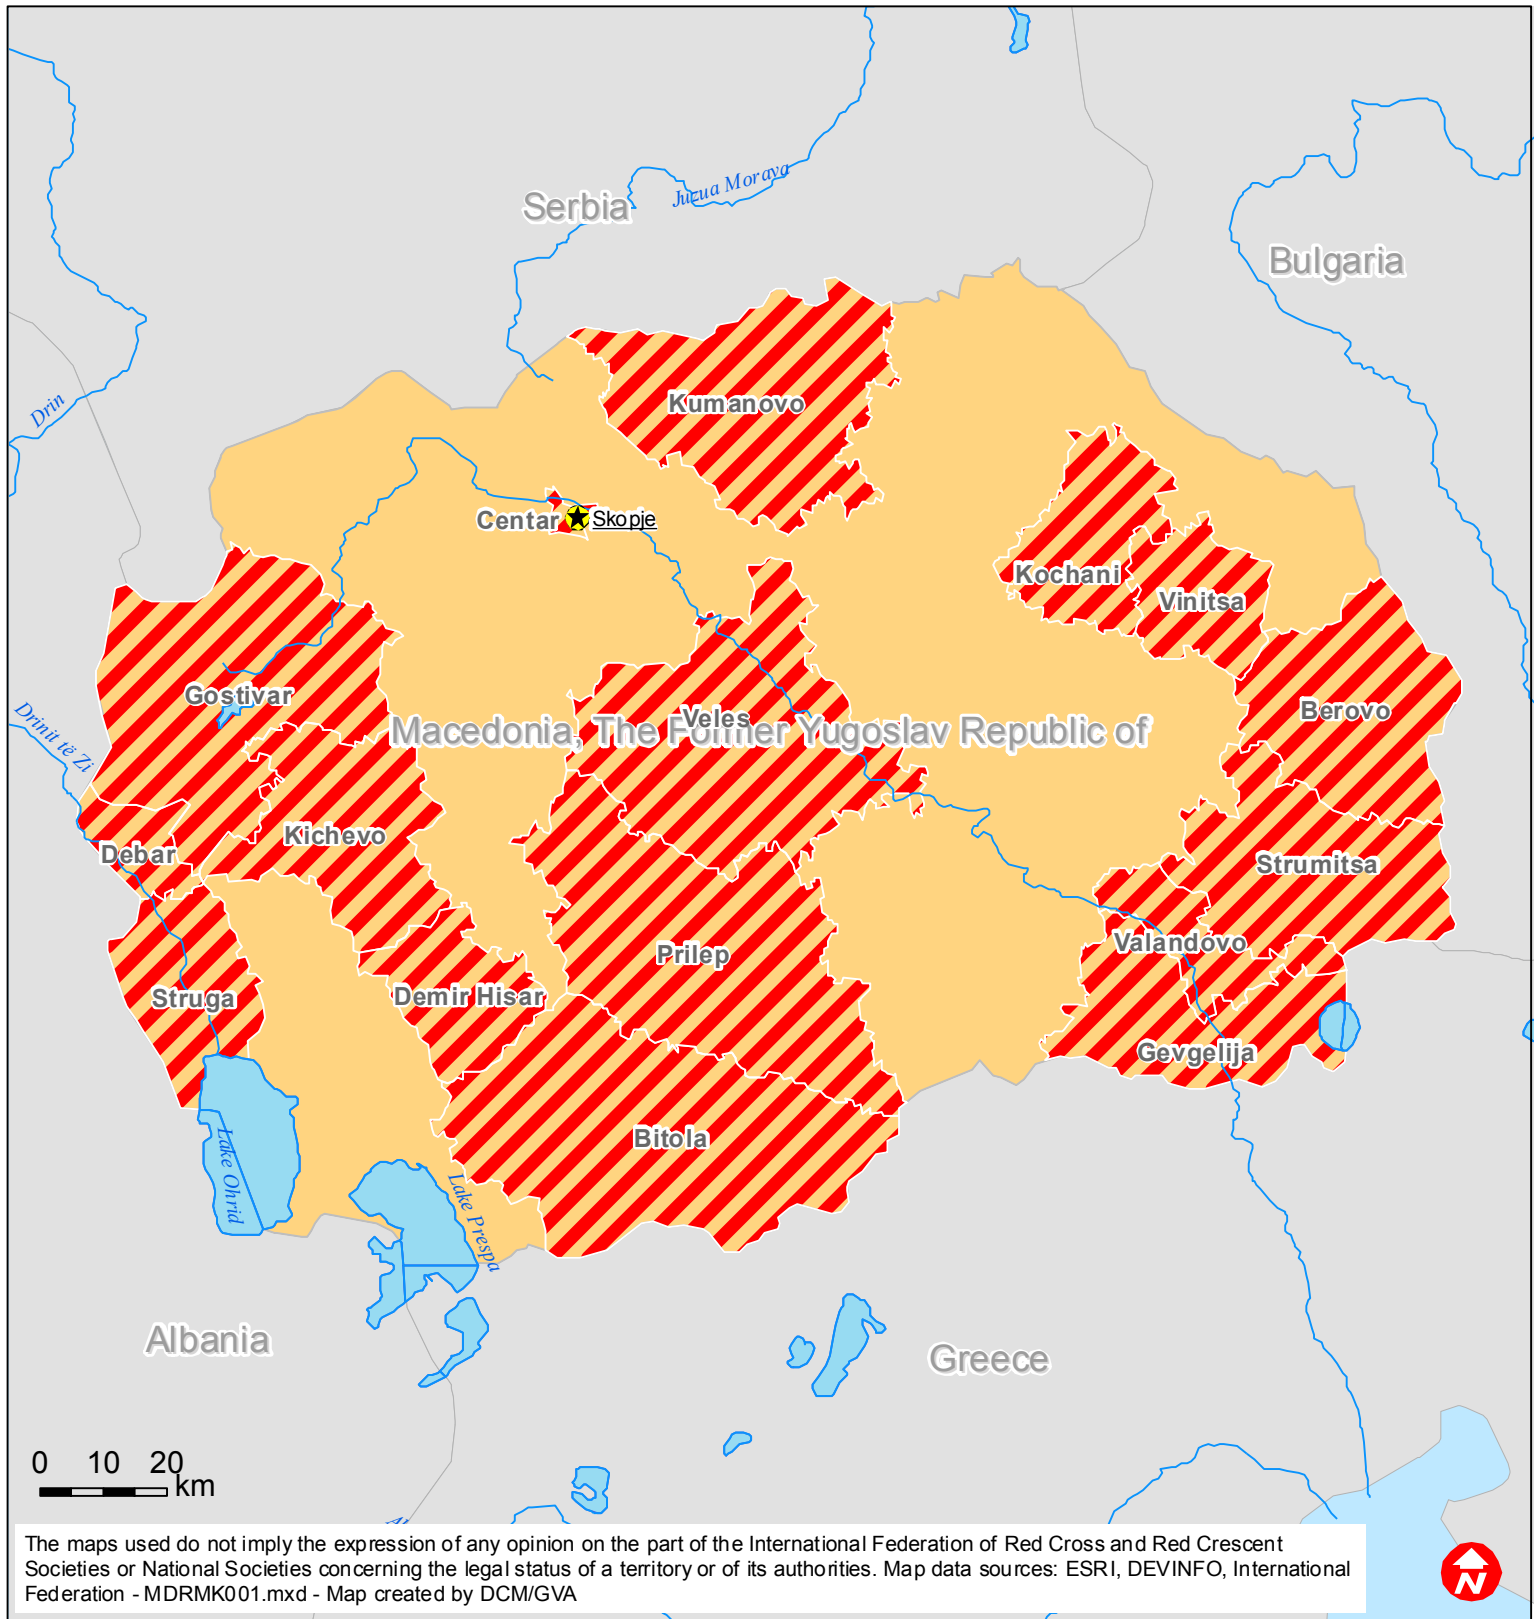 Juzua Morava
Serbia
Bulgaria
Drin
Kumanovo
Centar
Skopje
Kochani
Vinitsa
Gostivar
Drinit të Zi
Veles
Berovo
Macedonia, The Former Yugoslav Republic of
Kichevo
Debar
Strumitsa
Valandovo
Prilep
Demir Hisar
Struga
Gevgelija
Bitola
Lake Ohrid
Lake Prespa
Albania
Greece
0 10 20
km
The maps used do not imply the expression of any opinion on the part of the International Federation of Red Cross and Red Crescent
Societies or National Societies concerning the legal status of a territory or of its authorities. Map data sources: ESRI, DEVINFO, International
Federation - MDRMK001.mxd - Map created by DCM/GVA
N